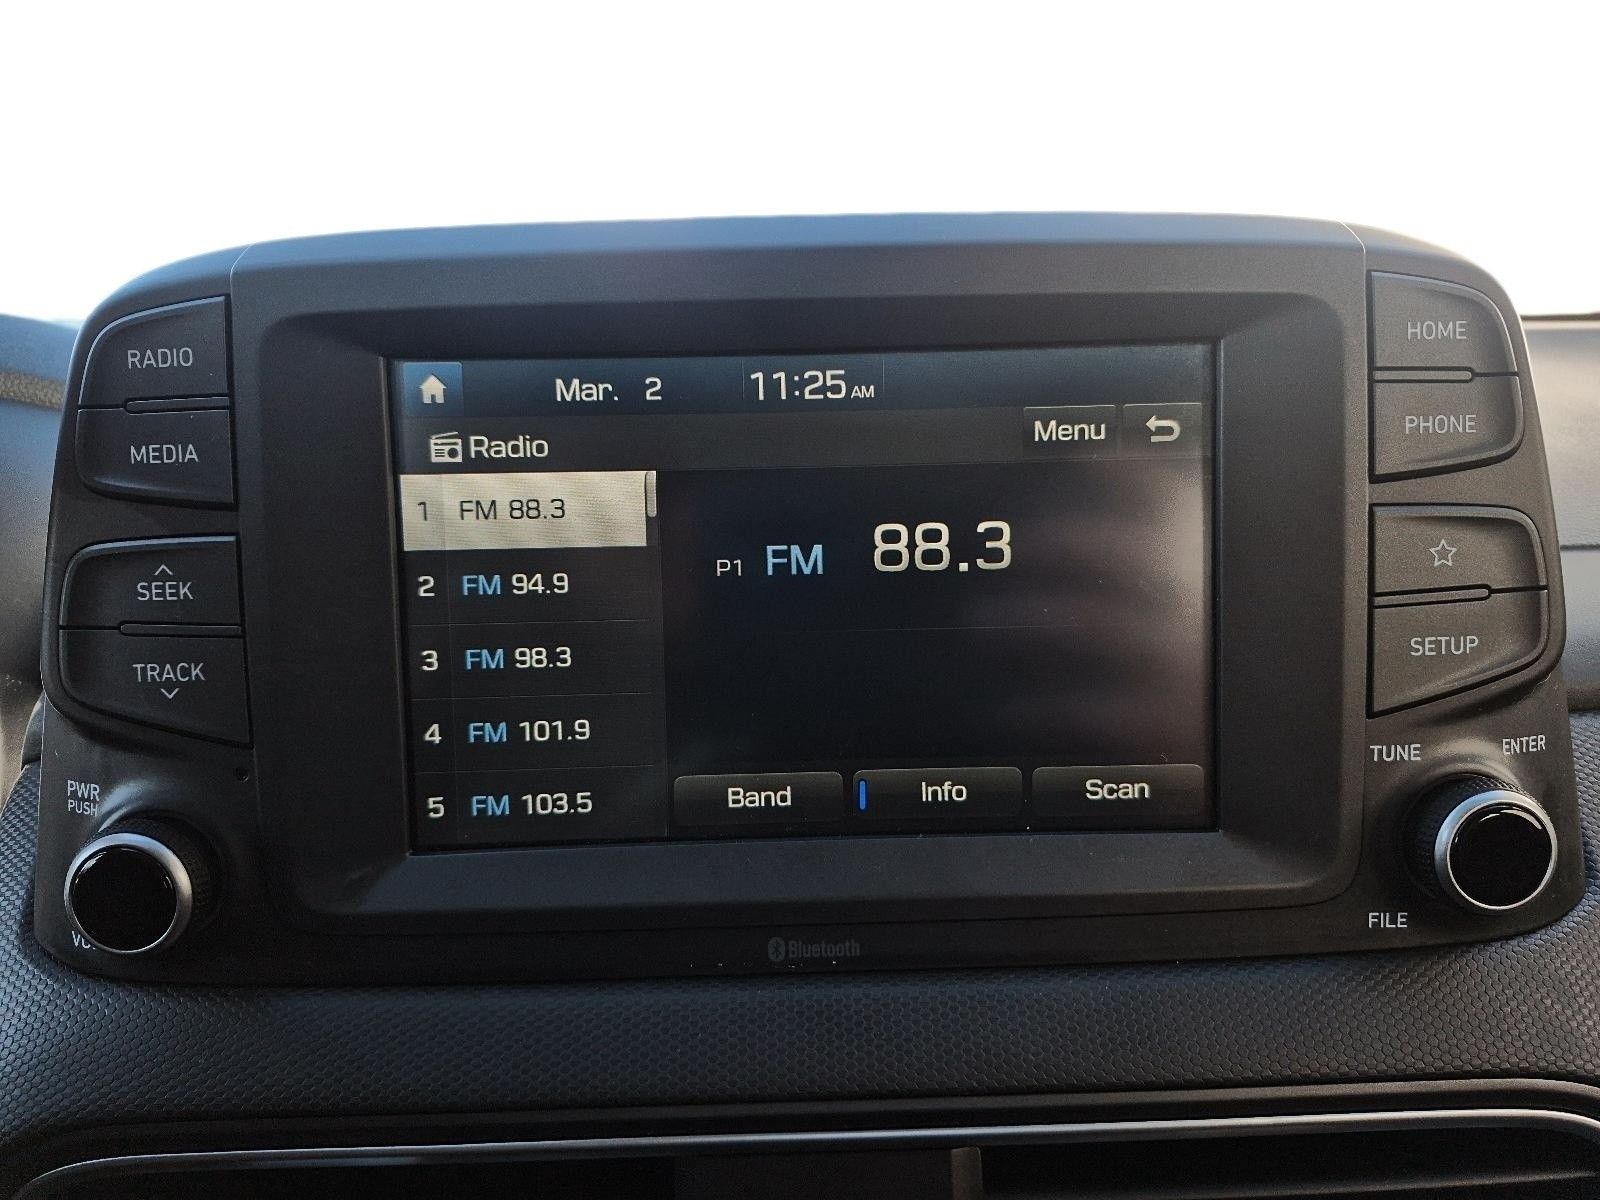 RADIO
MEDIA
SEEK
TRACK
PWR
PUSH
Mar. 2 11:25 AM
Radio
Menu
1 FM 88.3
2 FM 94.9
3 FM 98.3
4 FM 101.9
5 FM 103.5
P1 FM 88.3
Band Info Scan
HOME
PHONE
SETUP
TUNE
ENTER
FILE
Bluetooth